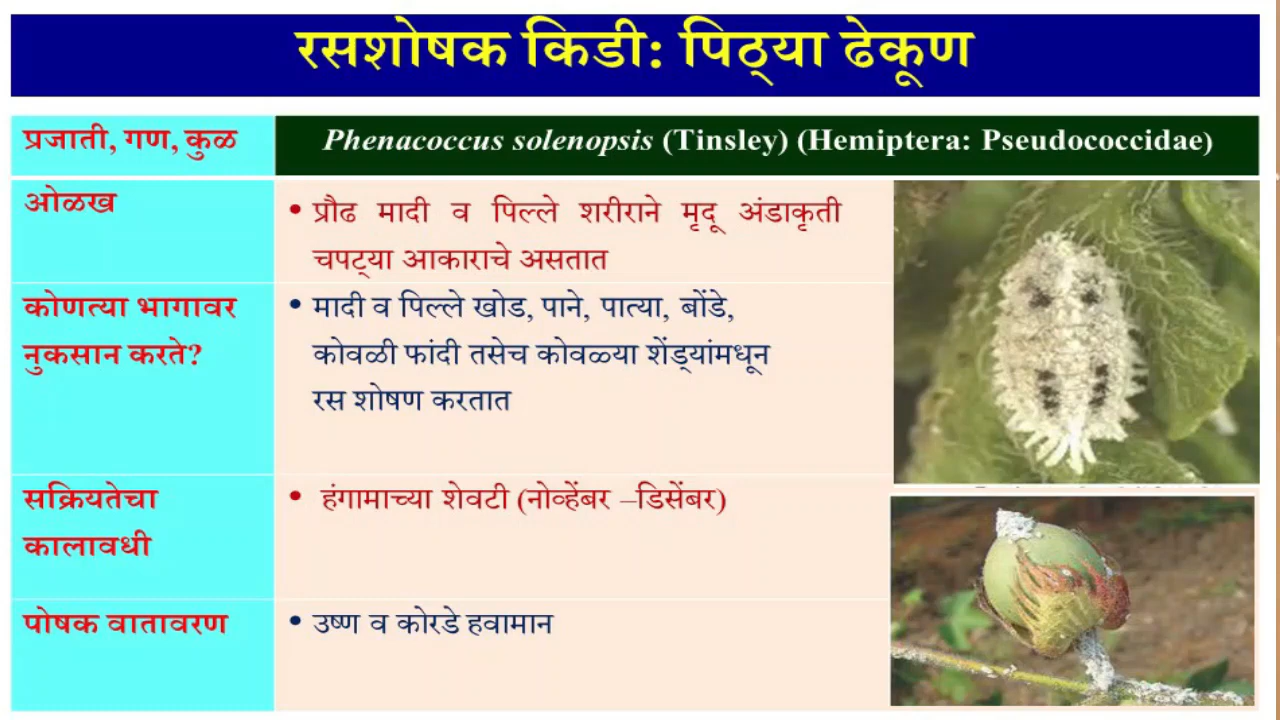 रसशोषक किडी: पिठ्या ढेकूण
प्रजाती, गण, कुळ
Phenacoccus solenopsis (Tinsley) (Hemiptera: Pseudococcidae)
ओळख
• प्रौढ मादी व पिल्ले शरीराने मृदू अंडाकृती
चपट्या आकाराचे असतात
कोणत्या भागावर
नुकसान करते?
• मादी व पिल्ले खोड, पाने, पात्या, बोंडे,
कोवळी फांदी तसेच कोवळ्या शेंड्यांमधून
रस शोषण करतात
सक्रियतेचा
कालावधी
• हंगामाच्या शेवटी (नोव्हेंबर –डिसेंबर)
पोषक वातावरण
• उष्ण व कोरडे हवामान